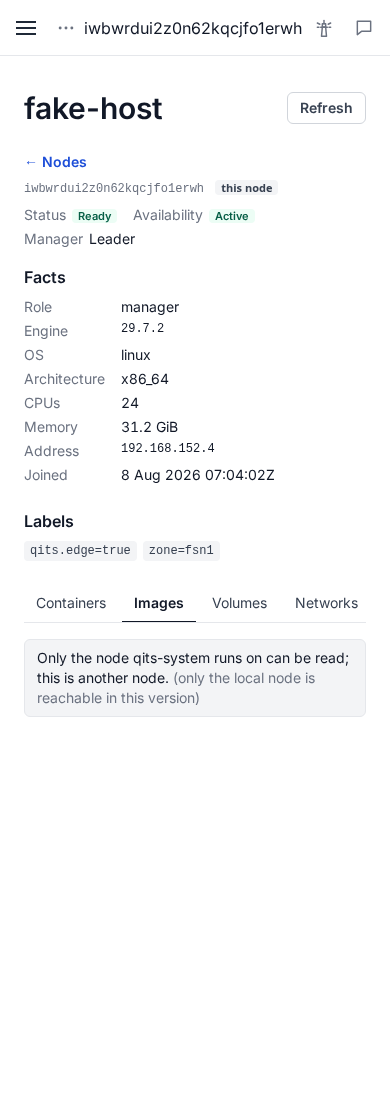 iwbwrdui2z0n62kqcjfo1erwh
fake-host
Refresh
← Nodes
iwbwrdui2z0n62kqcjfo1erwh this node
Status Ready Availability Active
Manager Leader
Facts
Role manager
Engine 29.7.2
OS linux
Architecture x86_64
CPUs 24
Memory 31.2 GiB
Address 192.168.152.4
Joined 8 Aug 2026 07:04:02Z
Labels
qits.edge=true zone=fsn1
Containers Images Volumes Networks
Only the node qits-system runs on can be read;
this is another node. (only the local node is
reachable in this version)